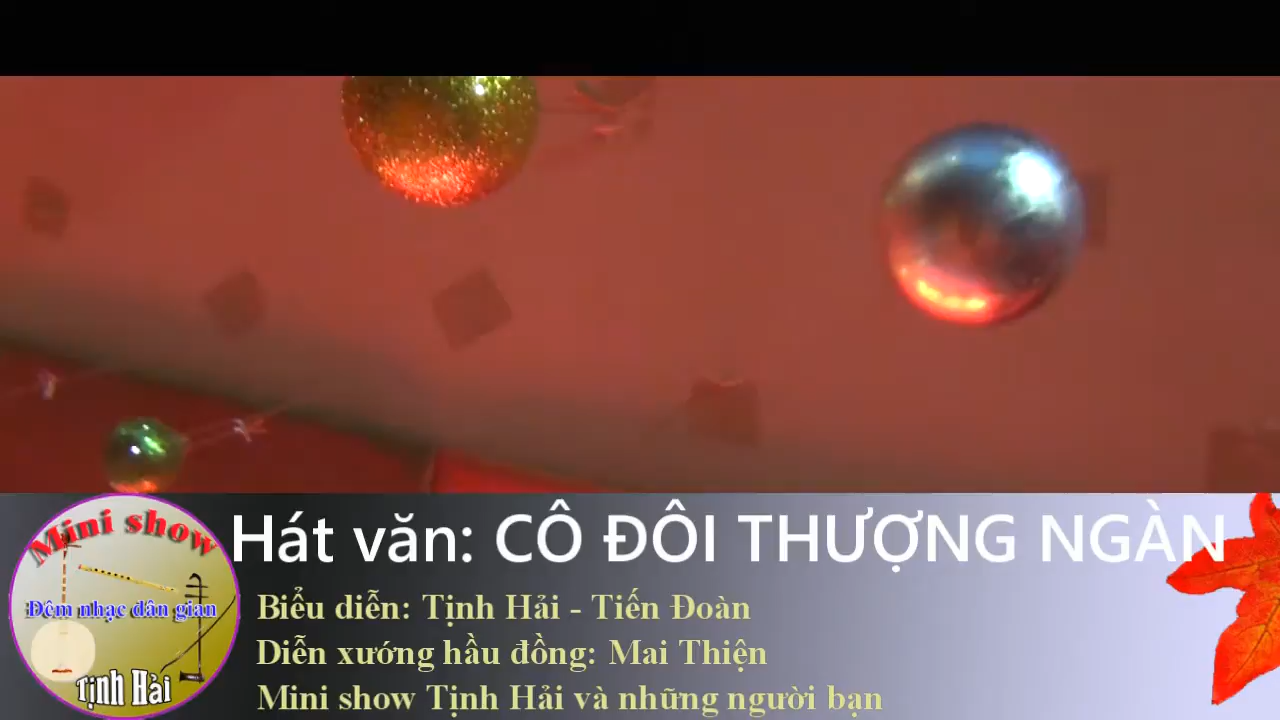 Hát văn: CÔ ĐÔI THƯỢNG NGÀN
Biểu diễn: Tịnh Hải - Tiến Đoàn
Diễn xướng hầu đồng: Mai Thiện
Mini show Tịnh Hải và những người bạn
Mini show
Đêm nhạc dân gian
Tịnh Hải